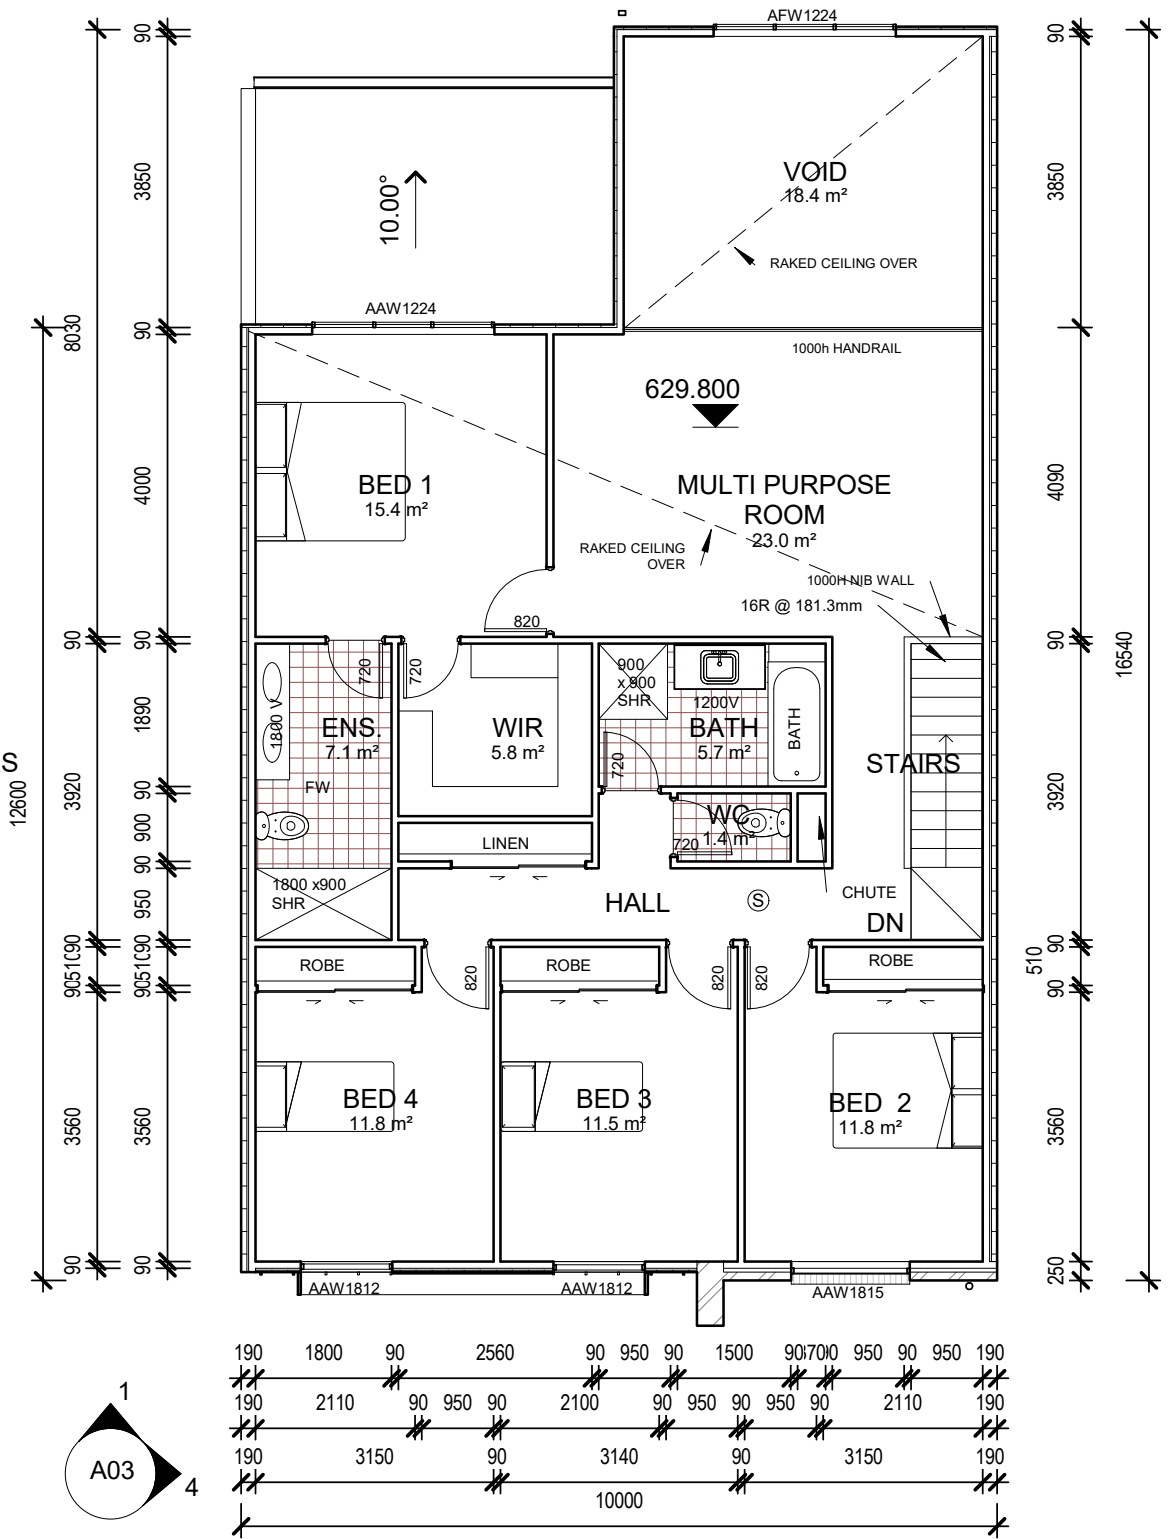 AFW1224
90
90
3850
3850
VOID
18.4 m²
10.00°
RAKED CEILING OVER
AAW1224
8030
90
90
1000h HANDRAIL
629.800
4000
4090
BED 1
15.4 m²
MULTI PURPOSE
ROOM
23.0 m²
RAKED CEILING
OVER
1000H NIB WALL
16R @ 181.3mm
820
90
90
90
16540
720
720
900
x 900
SHR
1200V
1800 V
ENS.
7.1 m²
WIR
5.8 m²
BATH
5.7 m²
BATH
720
STAIRS
S
12600
1890
3920
3920
FW
90
900
90
WC
1.4 m²
720
LINEN
1800 x900
SHR
950
HALL
S
CHUTE
DN
90
510
90
90
510
90
90
510
90
ROBE
ROBE
ROBE
820
820
820
BED 4
11.8 m²
BED 3
11.5 m²
BED 2
11.8 m²
3560
3560
3560
90
90
250
AAW1812
AAW1812
AAW1815
190 1800 90 2560 90 950 90 1500 90 950 90 950 190
190 2110 90 950 90 2100 90 950 90 950 90 2110 190
190 3150 90 3140 90 3150 190
10000
1
A03
4